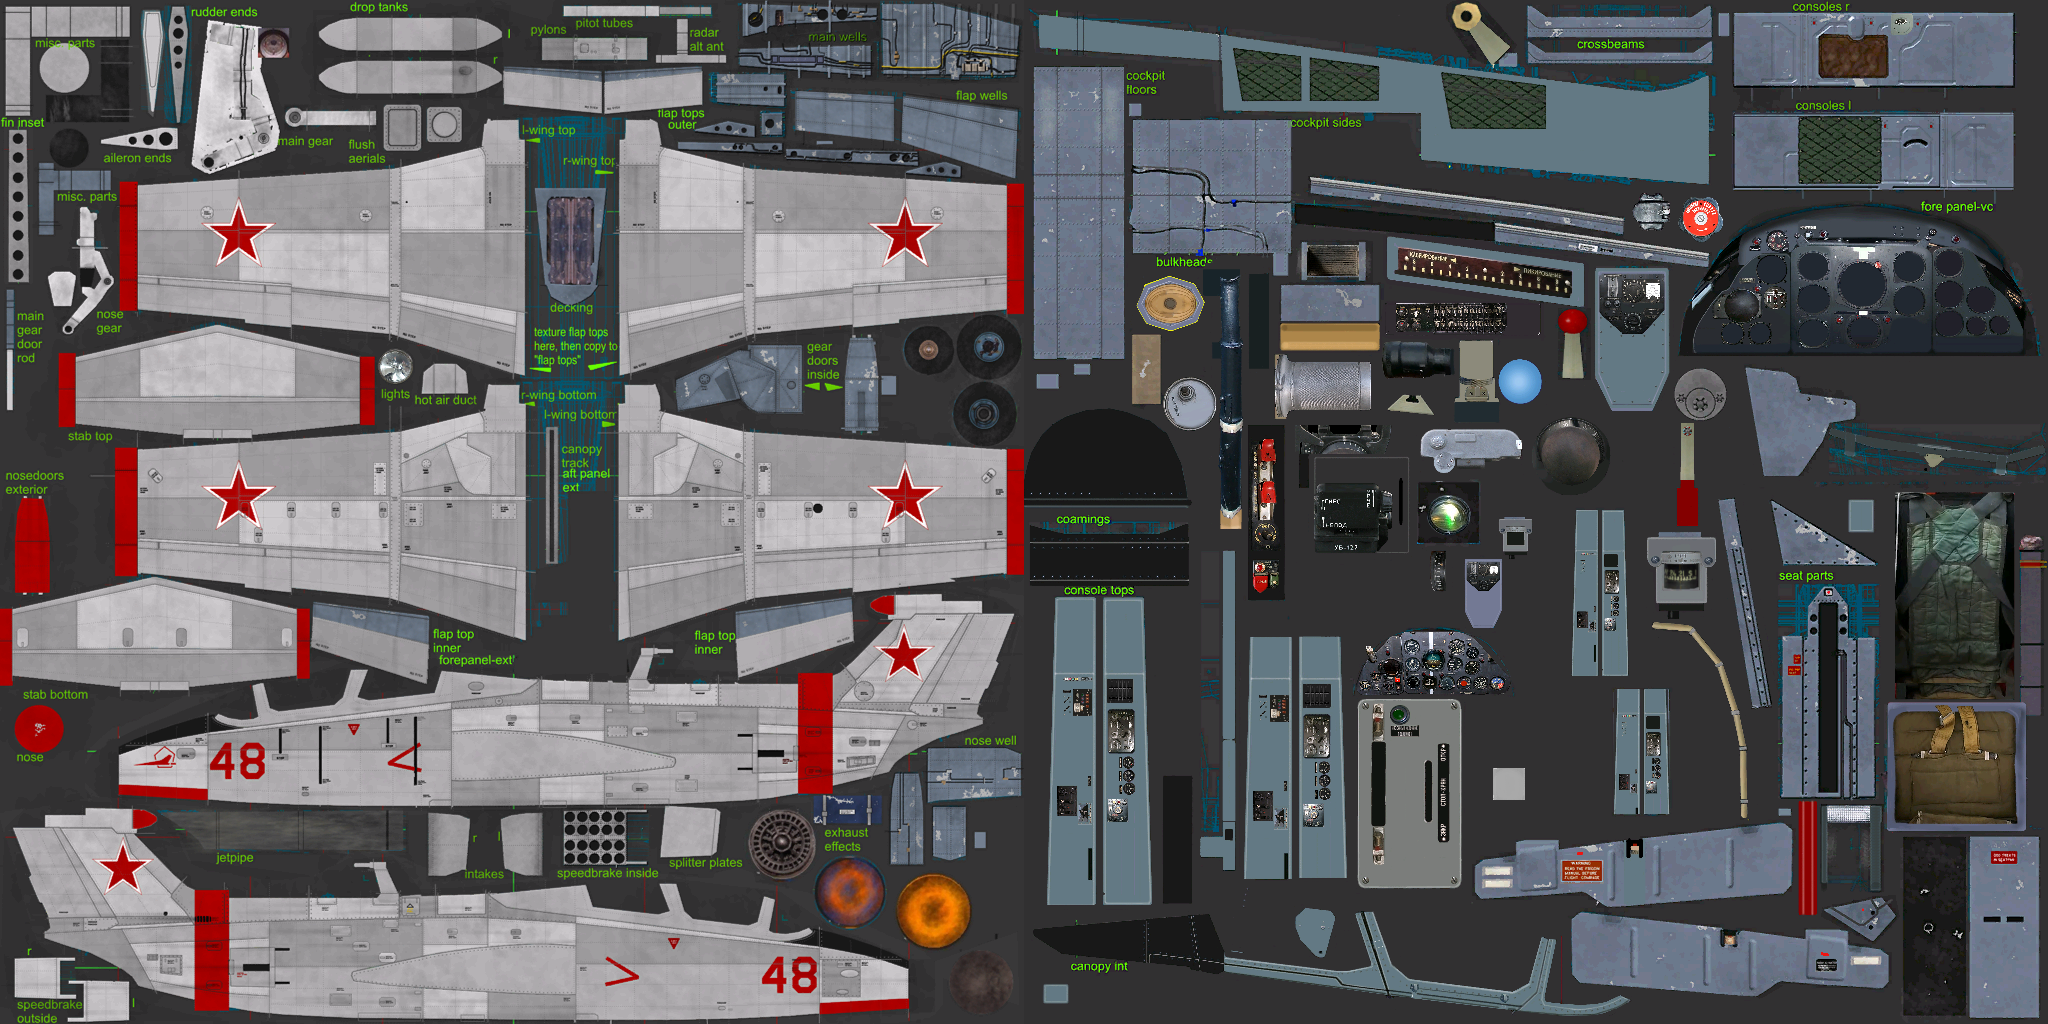 rudder ends
drop tanks
l
r
misc. parts
pylons
pitot tubes
radar
alt ant
main wells
flap wells
fin inset
aileron ends
main gear
flush
aerials
flap tops
outer
l-wing top
r-wing top
misc. parts
main
gear
door
rod
nose
gear
decking
texture flap tops
here, then copy to
"flap tops"
gear
doors
inside
lights
hot air duct
stab top
r-wing bottom
l-wing bottom
canopy
track
aft panel
ext
nosedoors
exterior
flap top
inner
forepanel-ext
flap top
inner
stab bottom
nose
48
nose well
jetpipe
r
l
intakes
speedbrake inside
splitter plates
exhaust
effects
r
l
speedbrake
outside
48
consoles r
crossbeams
cockpit
floors
consoles l
cockpit sides
fore panel-vc
bulkheads
ПИКИРОВАНИЕ
УБ-127
coamings
console tops
seat parts
WARNING
canopy int